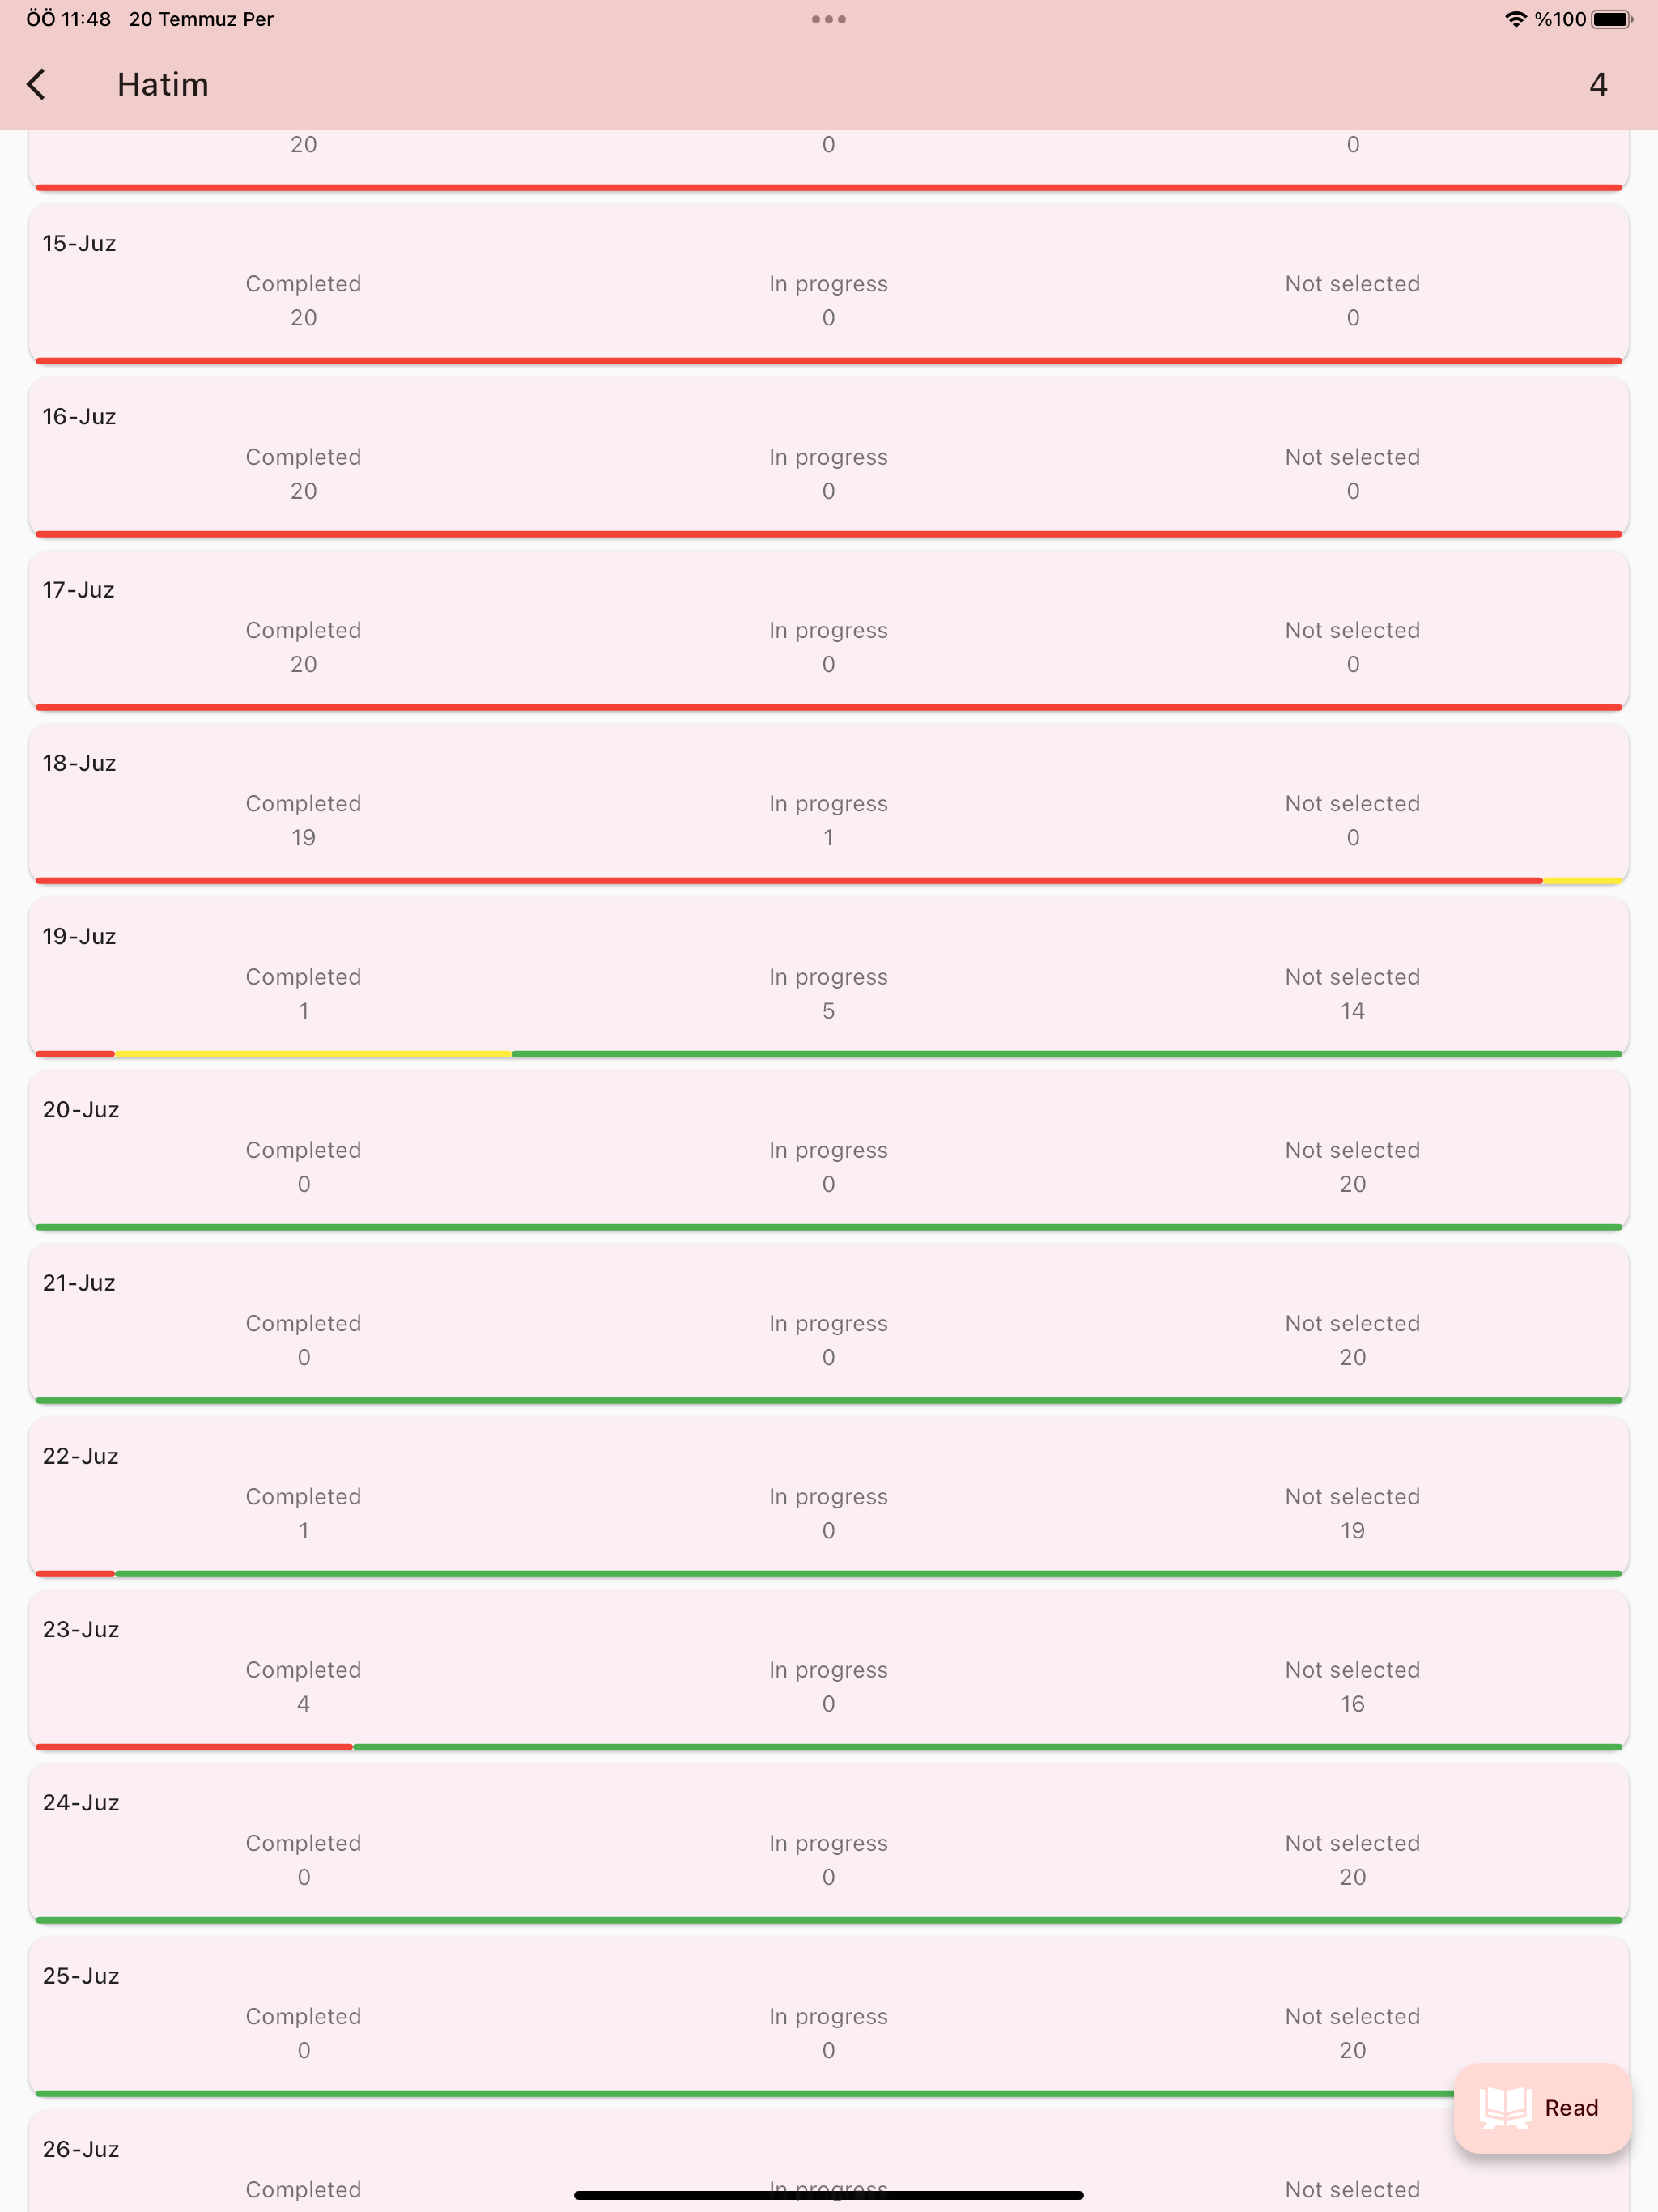 ÖÖ 11:48 20 Temmuz Per %100
Hatim 4
20 0 0
15-Juz
Completed In progress Not selected
20 0 0
16-Juz
Completed In progress Not selected
20 0 0
17-Juz
Completed In progress Not selected
20 0 0
18-Juz
Completed In progress Not selected
19 1 0
19-Juz
Completed In progress Not selected
1 5 14
20-Juz
Completed In progress Not selected
0 0 20
21-Juz
Completed In progress Not selected
0 0 20
22-Juz
Completed In progress Not selected
1 0 19
23-Juz
Completed In progress Not selected
4 0 16
24-Juz
Completed In progress Not selected
0 0 20
25-Juz
Completed In progress Not selected
0 0 20
Read
26-Juz
Completed In progress Not selected